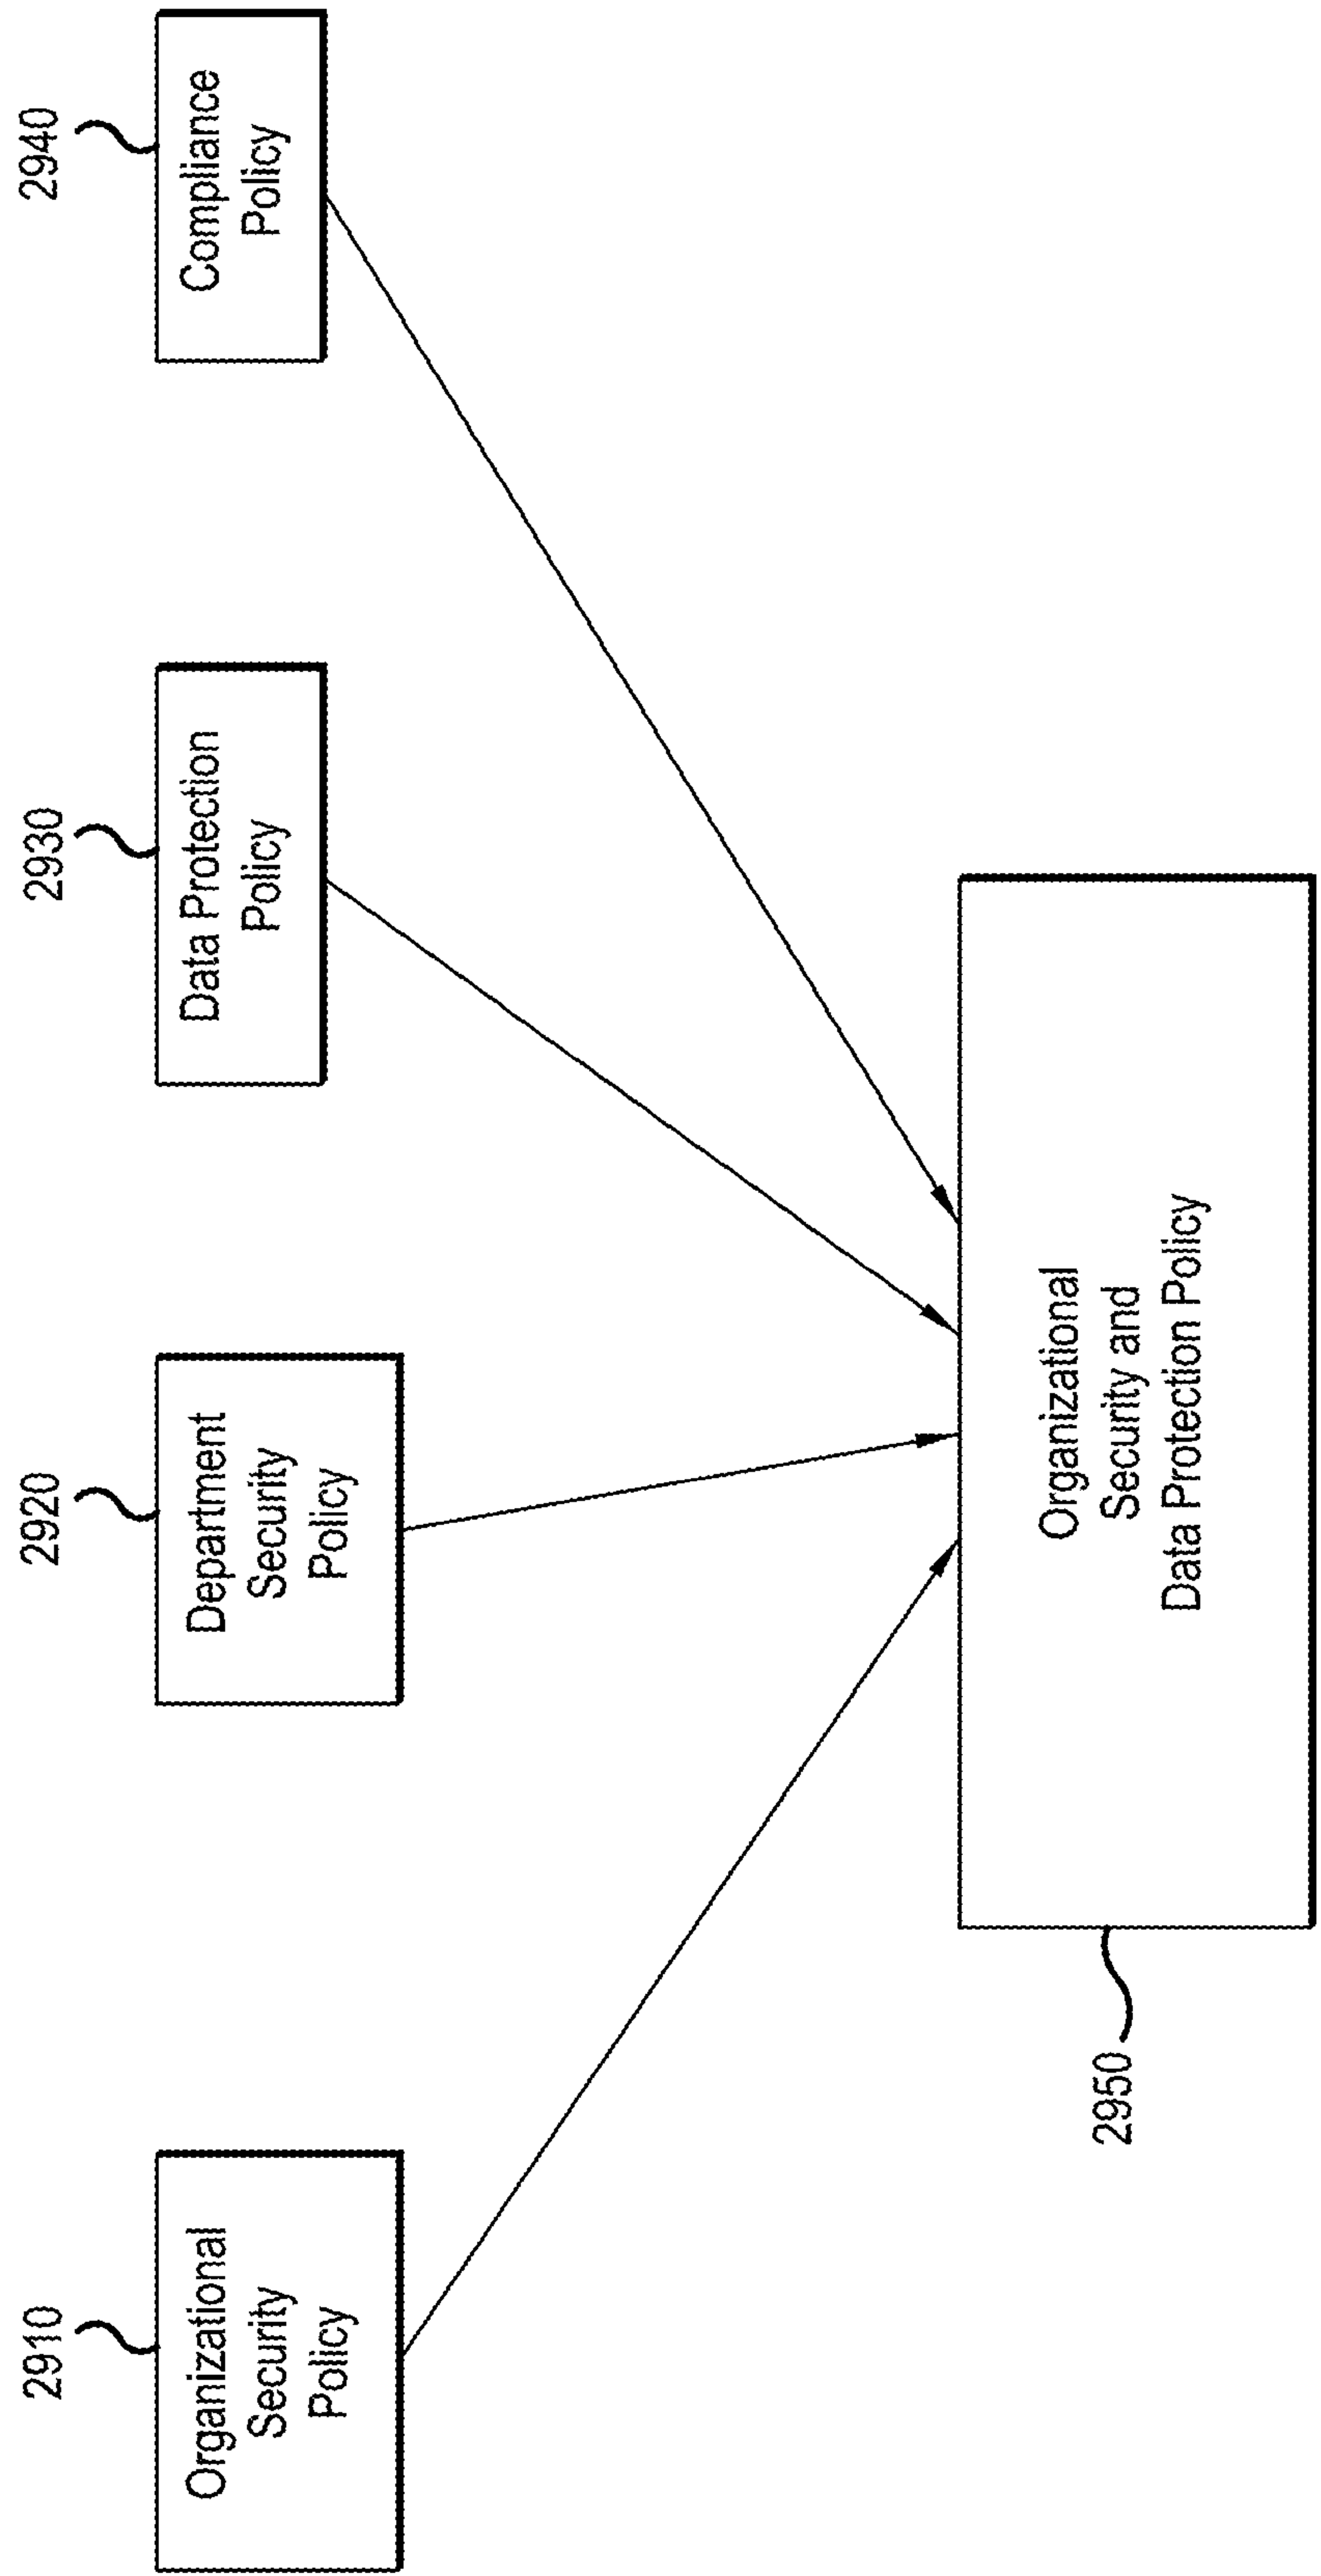 2910
Organizational
Security
Policy
2920
Department
Security
Policy
2930
Data Protection
Policy
2940
Compliance
Policy
2950
Organizational
Security and
Data Protection Policy